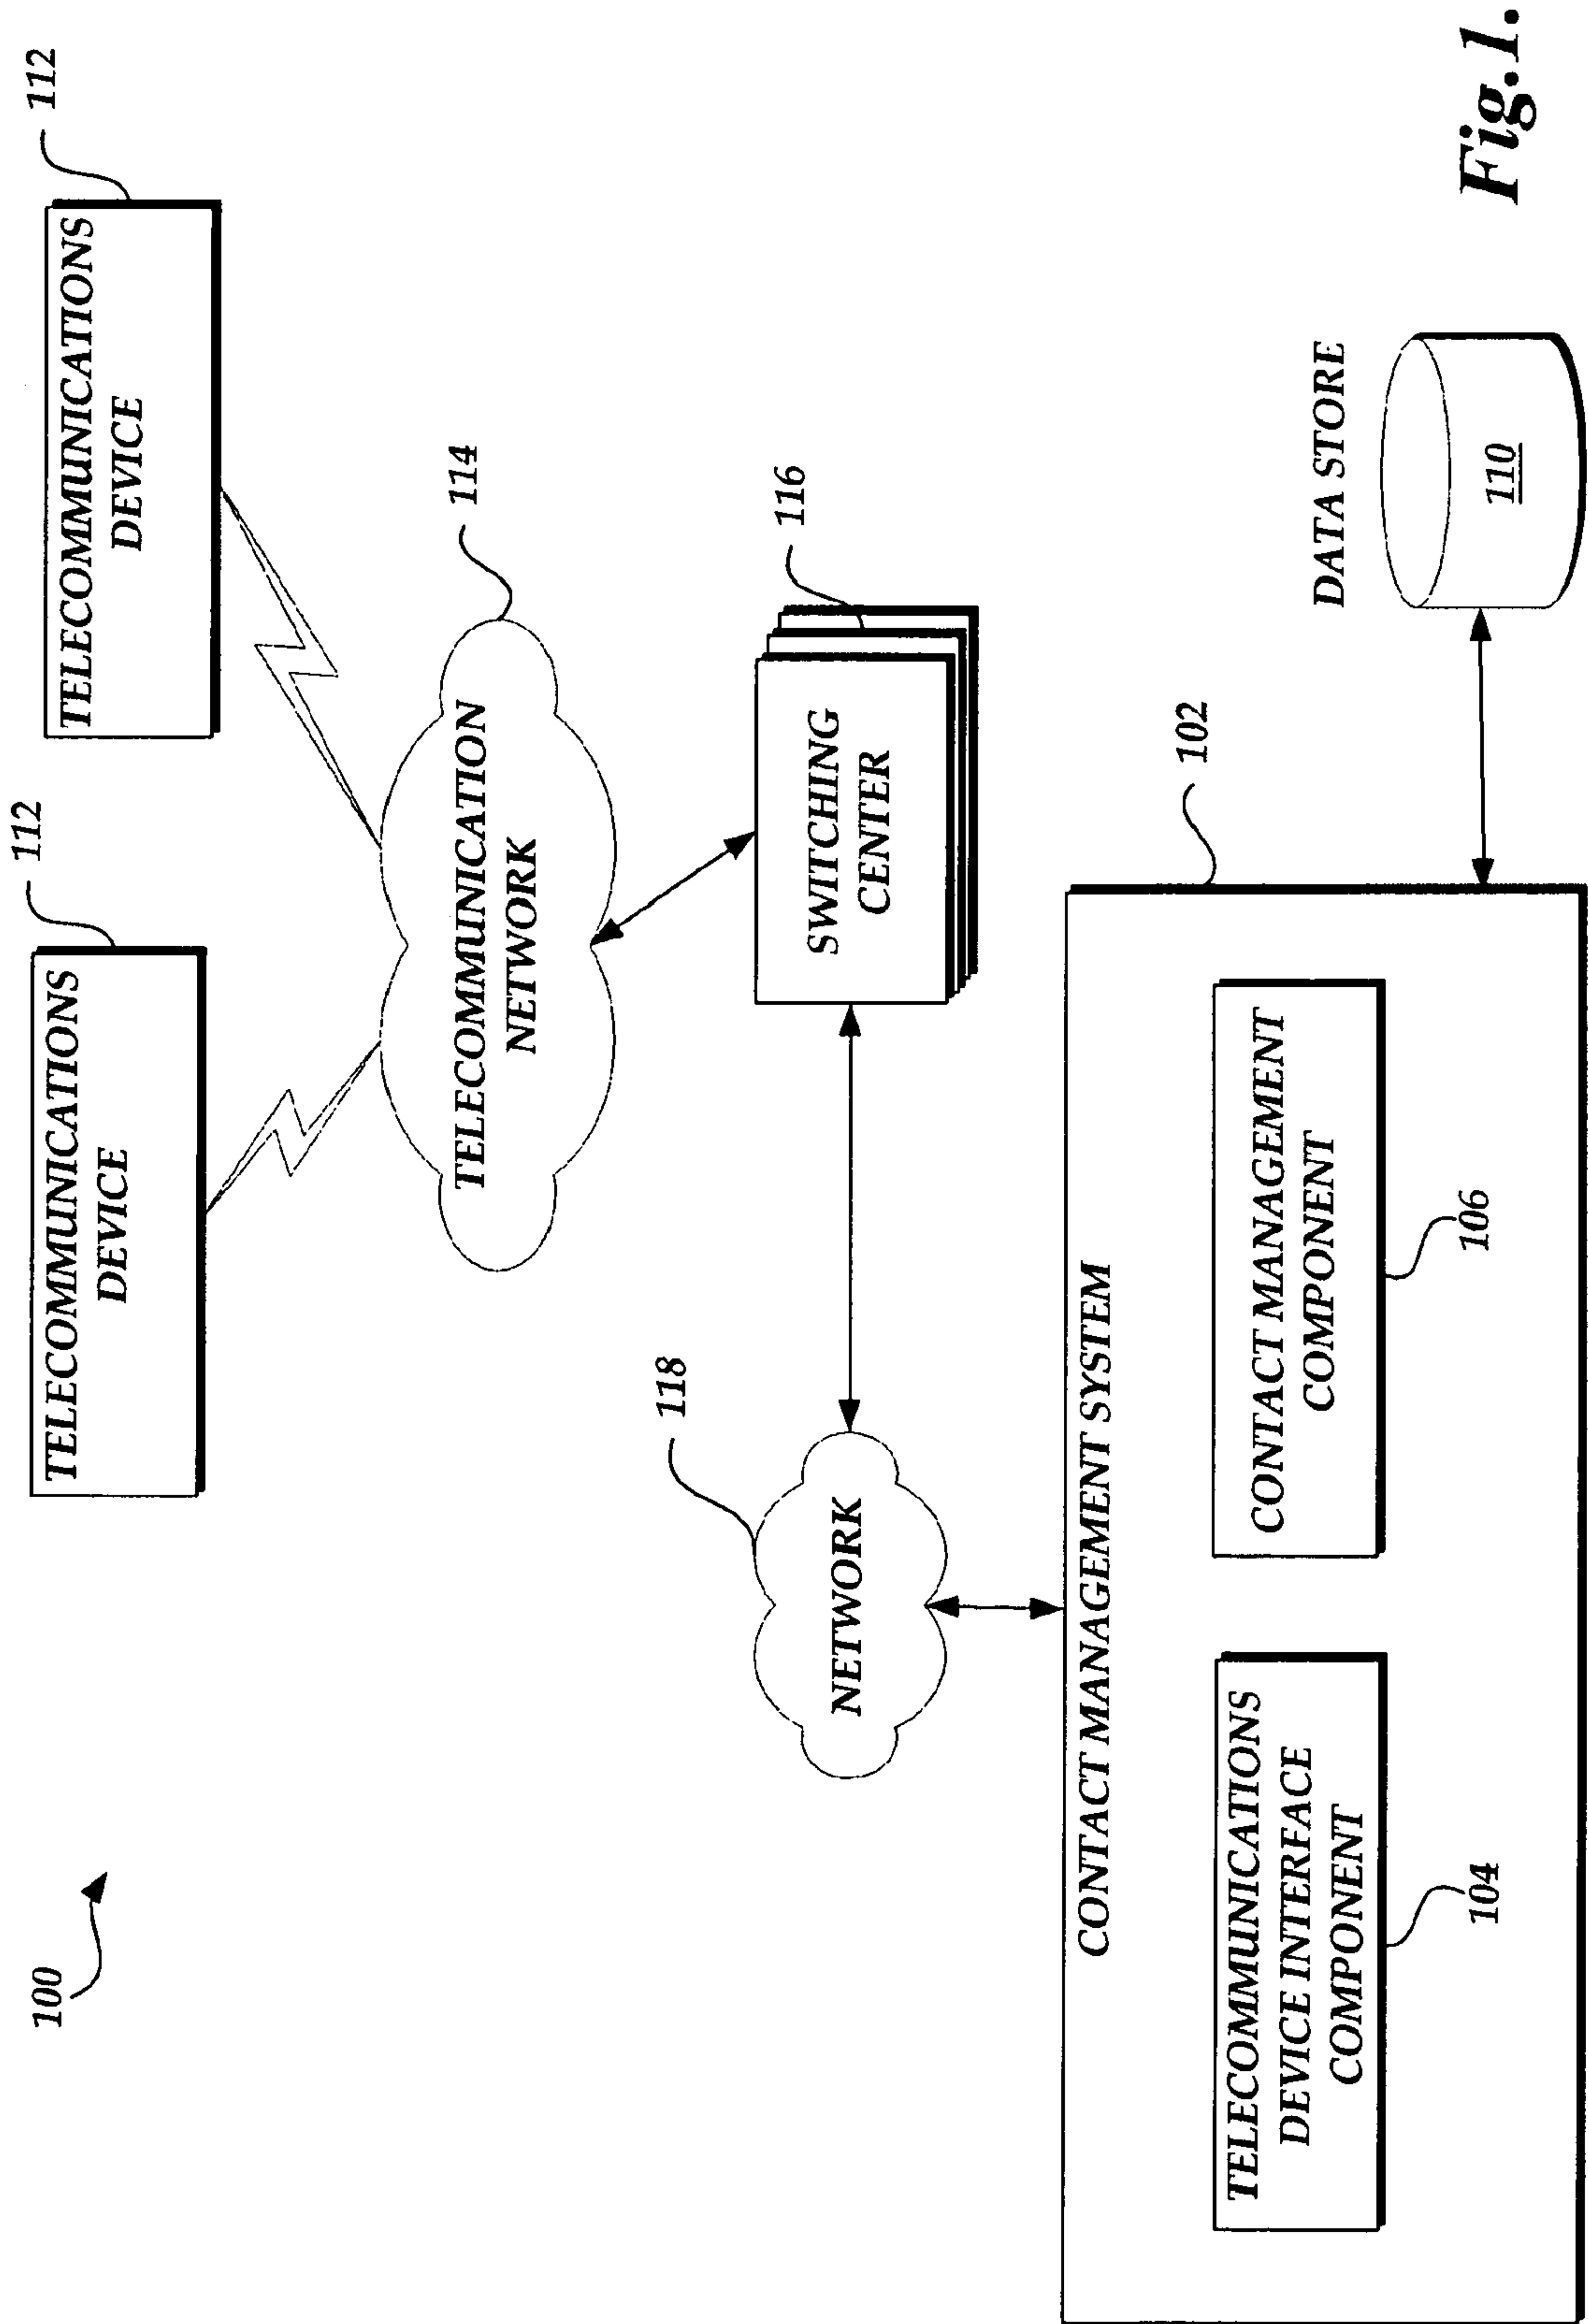 100
112
112
TELECOMMUNICATIONS
DEVICE
TELECOMMUNICATIONS
DEVICE
114
TELECOMMUNICATION
NETWORK
118
116
NETWORK
SWITCHING
CENTER
102
CONTACT MANAGEMENT SYSTEM
DATA STORE
TELECOMMUNICATIONS
DEVICE INTERFACE
COMPONENT
CONTACT MANAGEMENT
COMPONENT
110
104
106
Fig.1.